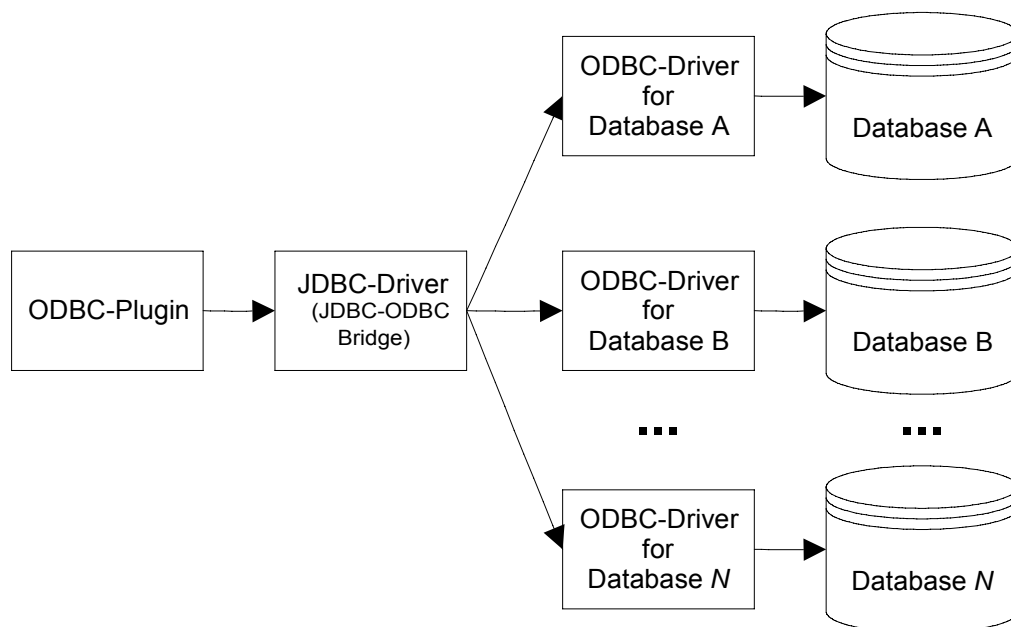 ODBC-Driver
for
Database A
Database A
ODBC-Plugin
JDBC-Driver
(JDBC-ODBC
Bridge)
ODBC-Driver
for
Database B
Database B
...
...
ODBC-Driver
for
Database N
Database N